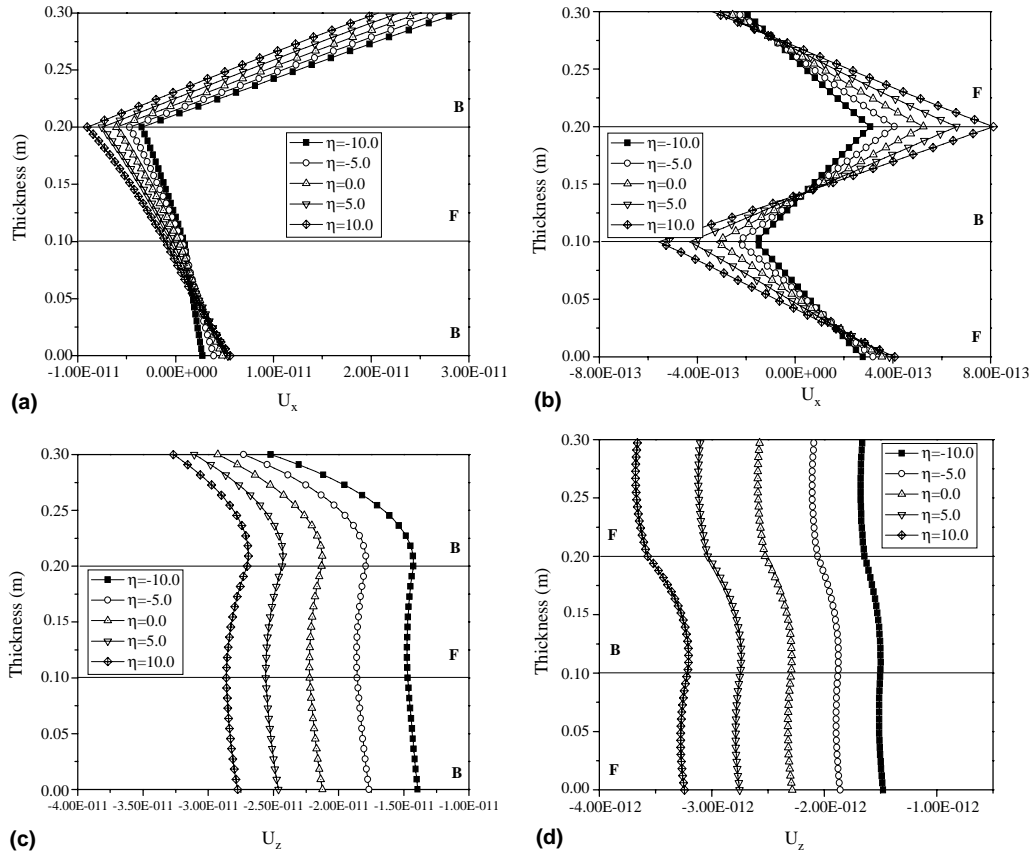 0.30
0.25
0.20
0.15
0.10
0.05
0.00
Thickness (m)
B
F
B
η=-10.0
η=-5.0
η=0.0
η=5.0
η=10.0
-1.00E-011 0.00E+000 1.00E-011 2.00E-011 3.00E-011
(a)
U_x
0.30
0.25
0.20
0.15
0.10
0.05
0.00
Thickness (m)
F
B
F
η=-10.0
η=-5.0
η=0.0
η=5.0
η=10.0
-8.00E-013 -4.00E-013 0.00E+000 4.00E-013 8.00E-013
(b)
U_x
0.30
0.25
0.20
0.15
0.10
0.05
0.00
Thickness (m)
B
F
B
η=-10.0
η=-5.0
η=0.0
η=5.0
η=10.0
-4.00E-011 -3.50E-011 -3.00E-011 -2.50E-011 -2.00E-011 -1.50E-011 -1.00E-011
(c)
U_z
0.30
0.25
0.20
0.15
0.10
0.05
0.00
Thickness (m)
F
B
F
η=-10.0
η=-5.0
η=0.0
η=5.0
η=10.0
-4.00E-012 -3.00E-012 -2.00E-012 -1.00E-012
(d)
U_z